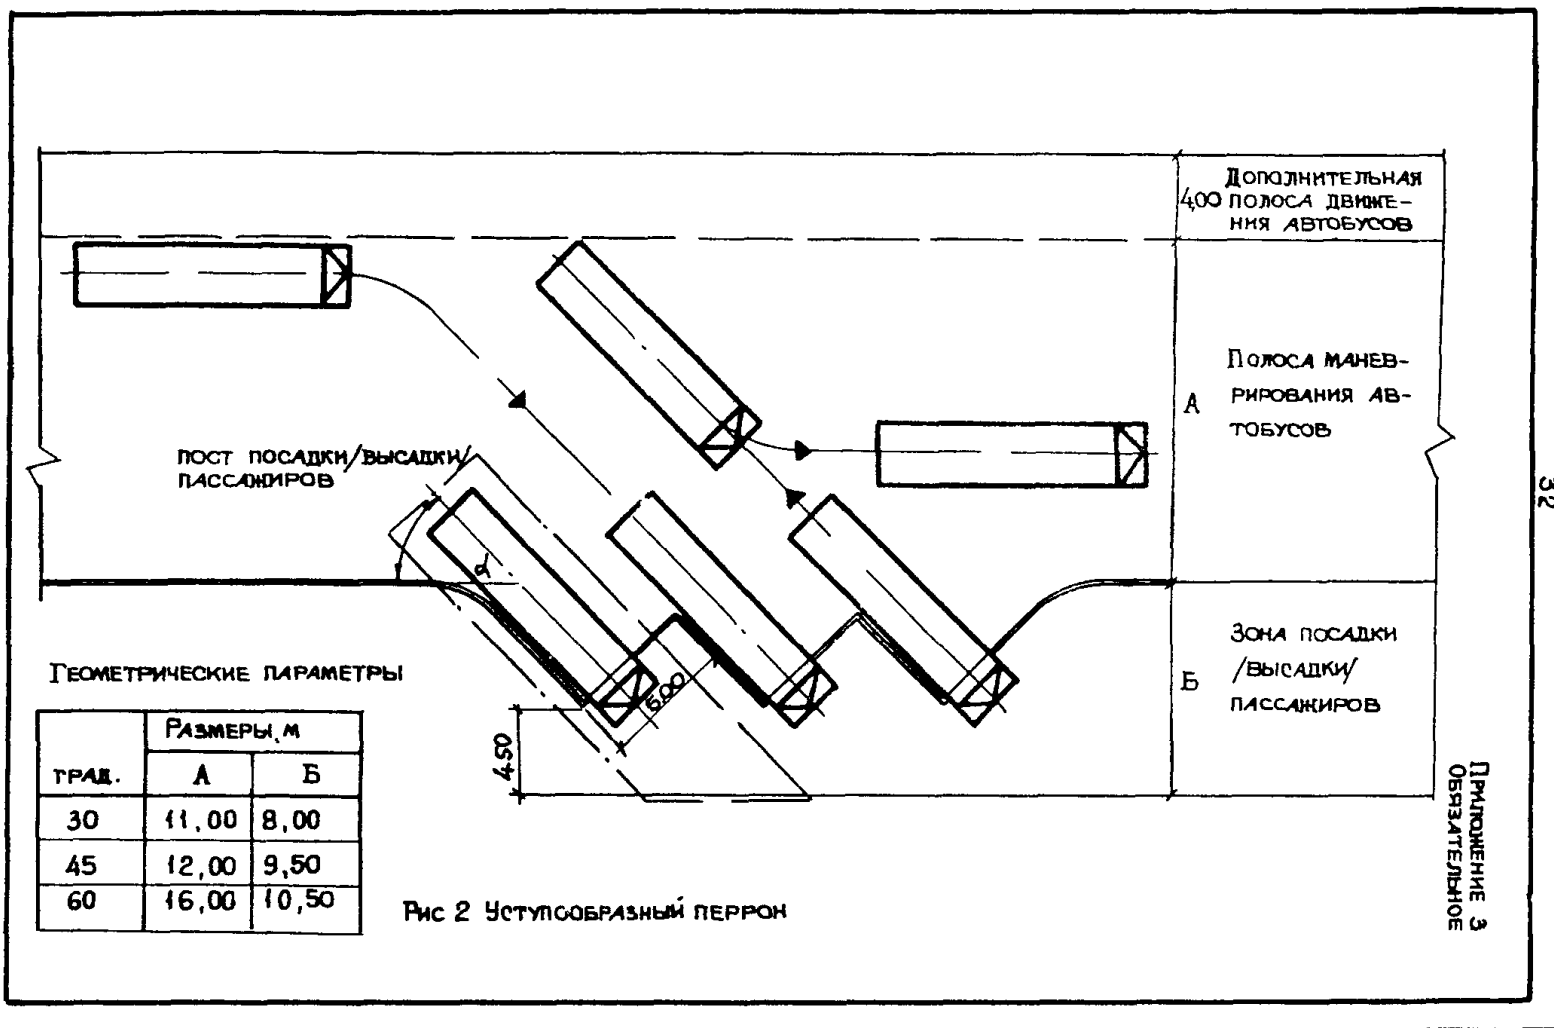 Дополнительная
4,00 полоса движе-
ния автобусов
Полоса манев-
А рирования ав-
тобусов
пост посадки/высадки/
пассажиров
α
6.00
4.50
Зона посадки
Б /высадки/
пассажиров
Геометрические параметры
Размеры, м
град. А Б
30 11,00 8,00
45 12,00 9,50
60 16,00 10,50
Рис 2 Уступообразный перрон
32
Приложение 3
Обязательное